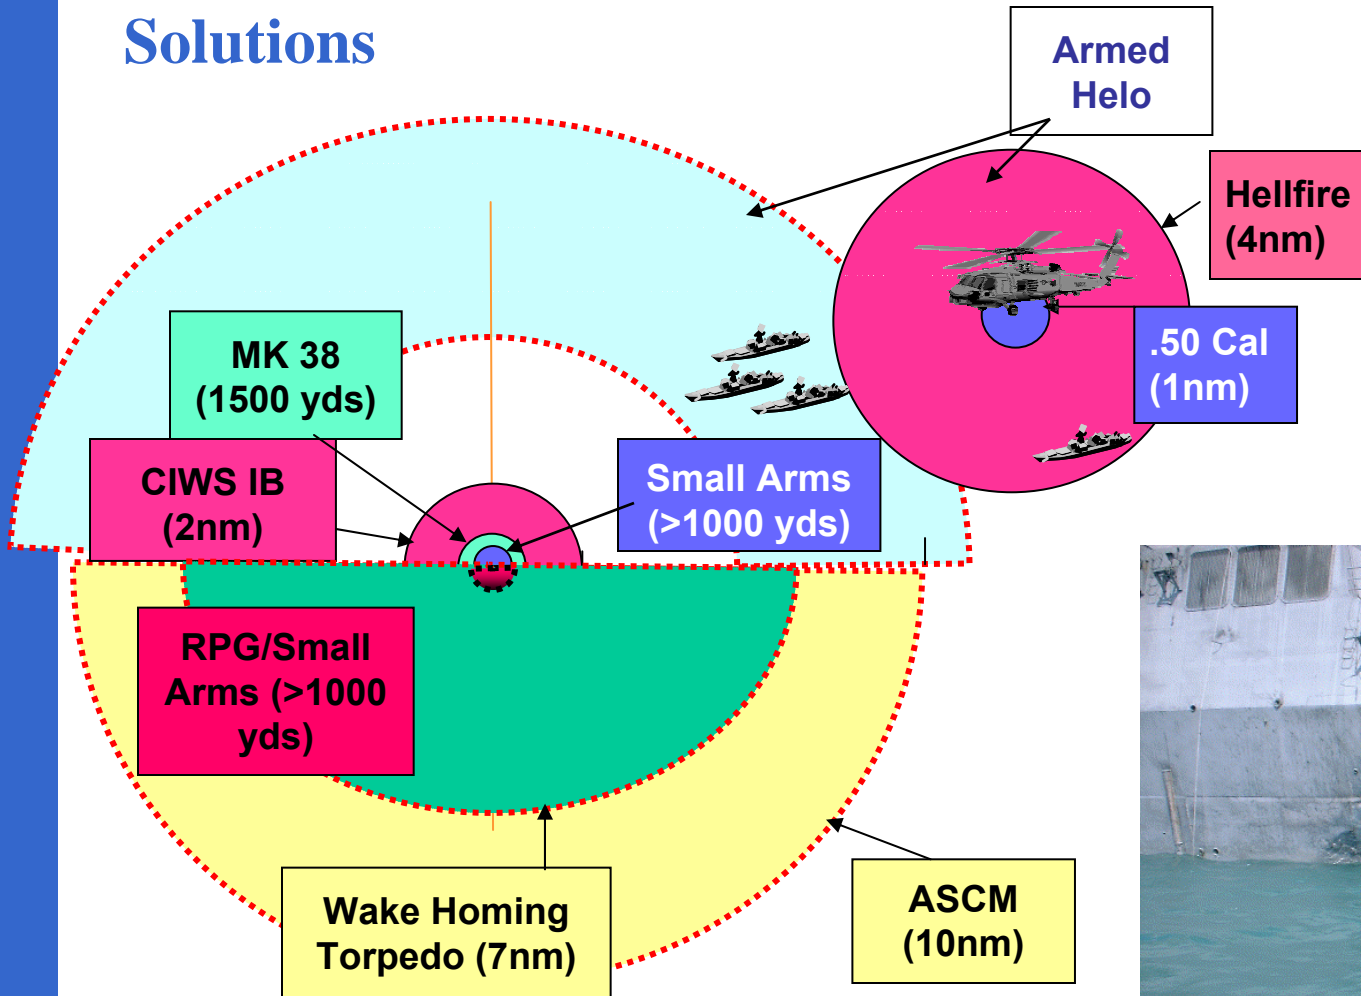 Solutions
Armed
Helo
Hellfire
(4nm)
MK 38
(1500 yds)
.50 Cal
(1nm)
CIWS IB
(2nm)
Small Arms
(>1000 yds)
RPG/Small
Arms (>1000
yds)
Wake Homing
Torpedo (7nm)
ASCM
(10nm)